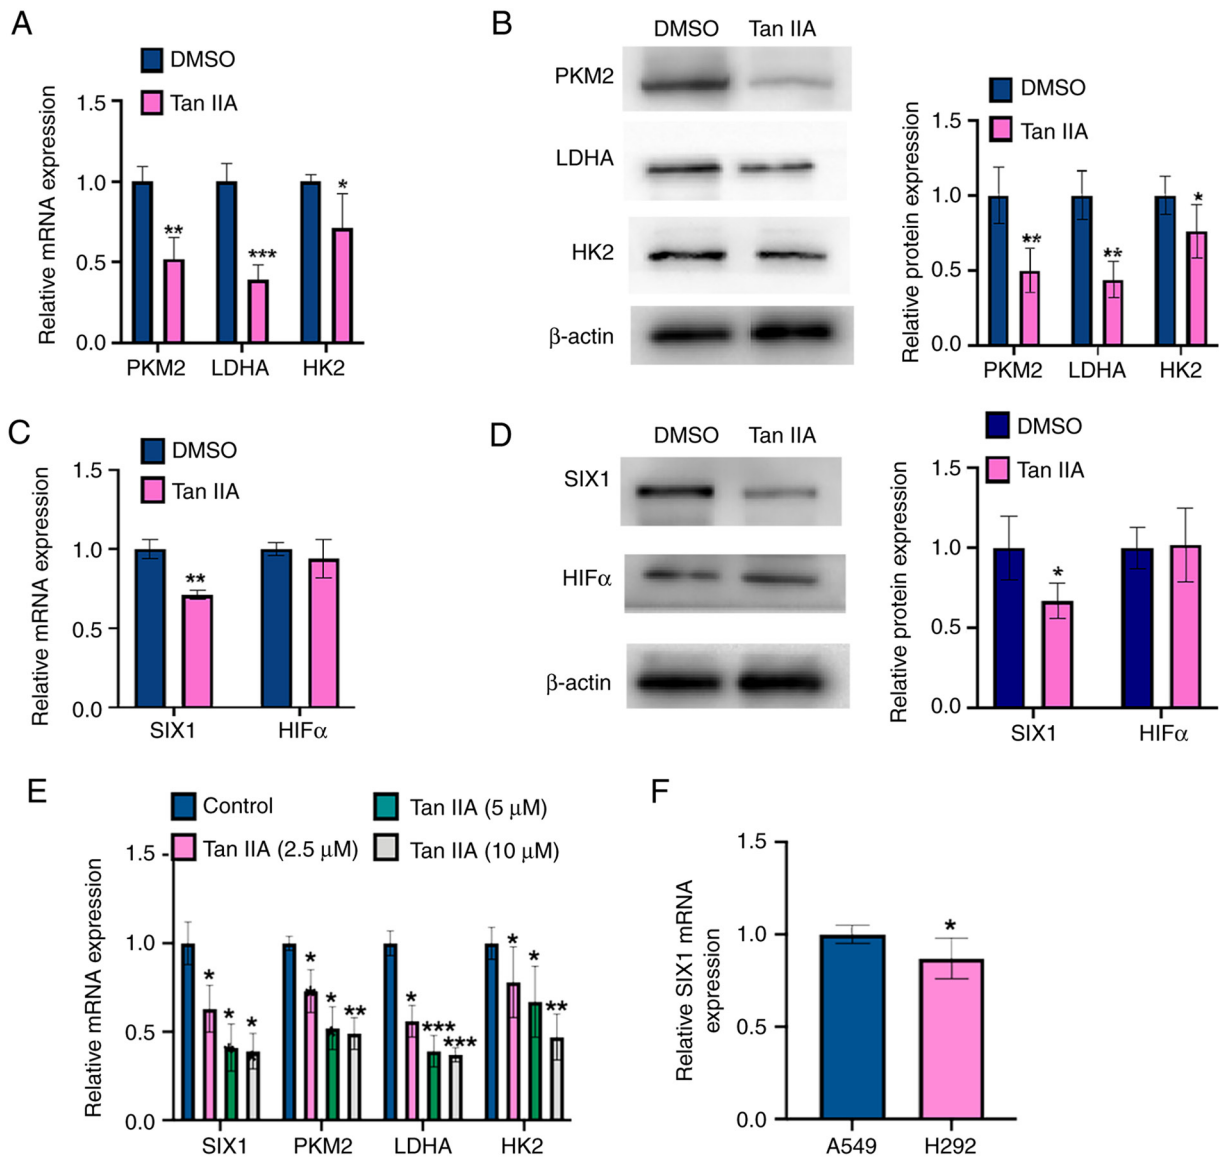 A
DMSO
Tan IIA
Relative mRNA expression
1.5
1.0
0.5
0.0
**
***
*
PKM2 LDHA HK2
B
DMSO Tan IIA
PKM2
LDHA
HK2
β-actin
DMSO
Tan IIA
Relative protein expression
1.5
1.0
0.5
0.0
**
**
*
PKM2 LDHA HK2
C
DMSO
Tan IIA
Relative mRNA expression
1.5
1.0
0.5
0.0
**
SIX1 HIFα
D
DMSO Tan IIA
SIX1
HIFα
β-actin
DMSO
Tan IIA
Relative protein expression
1.5
1.0
0.5
0.0
*
SIX1 HIFα
E
Control
Tan IIA (2.5 μM)
Tan IIA (5 μM)
Tan IIA (10 μM)
Relative mRNA expression
1.5
1.0
0.5
0.0
* * *
* * **
* *** ***
* * **
SIX1 PKM2 LDHA HK2
F
Relative SIX1 mRNA
expression
1.5
1.0
0.5
0.0
*
A549 H292